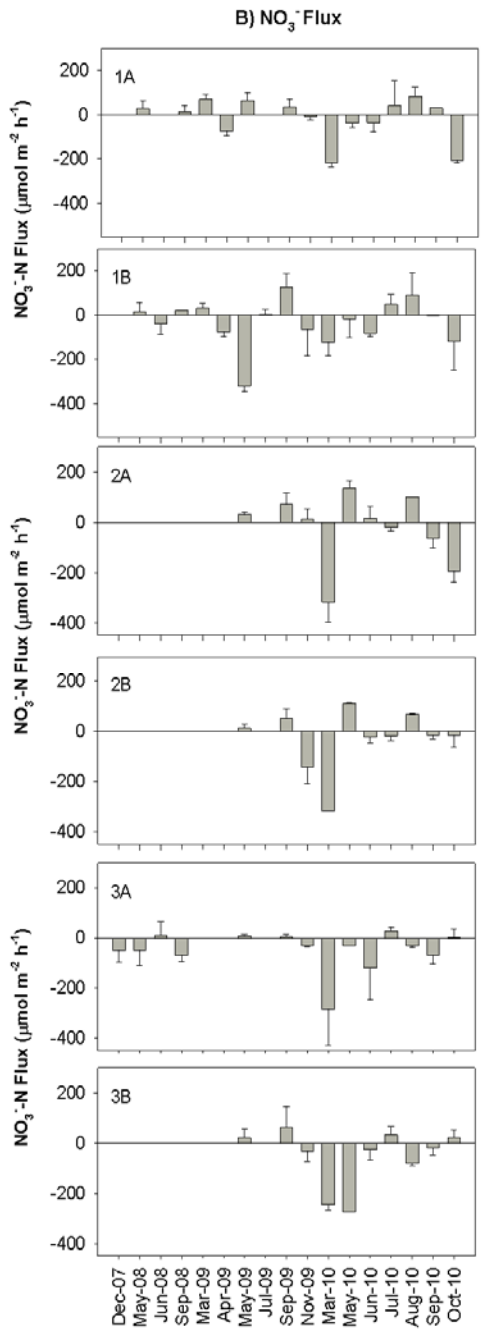 B) NO₃⁻ Flux
NO₃⁻-N Flux (μmol m⁻² h⁻¹)
1A
200
0
-200
-400
1B
200
0
-200
-400
NO₃⁻-N Flux (μmol m⁻² h⁻¹)
2A
200
0
-200
-400
2B
200
0
-200
-400
NO₃⁻-N Flux (μmol m⁻² h⁻¹)
3A
200
0
-200
-400
3B
200
0
-200
-400
Dec-07
May-08
Jun-08
Sep-08
Mar-09
Apr-09
May-09
Jul-09
Sep-09
Nov-09
Mar-10
May-10
Jun-10
Jul-10
Aug-10
Sep-10
Oct-10